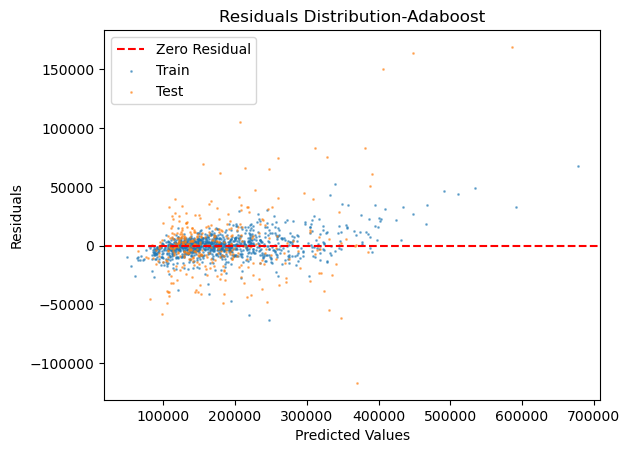 Residuals Distribution-Adaboost
Zero Residual
Train
Test
150000
100000
50000
0
−50000
−100000
Residuals
100000 200000 300000 400000 500000 600000 700000
Predicted Values